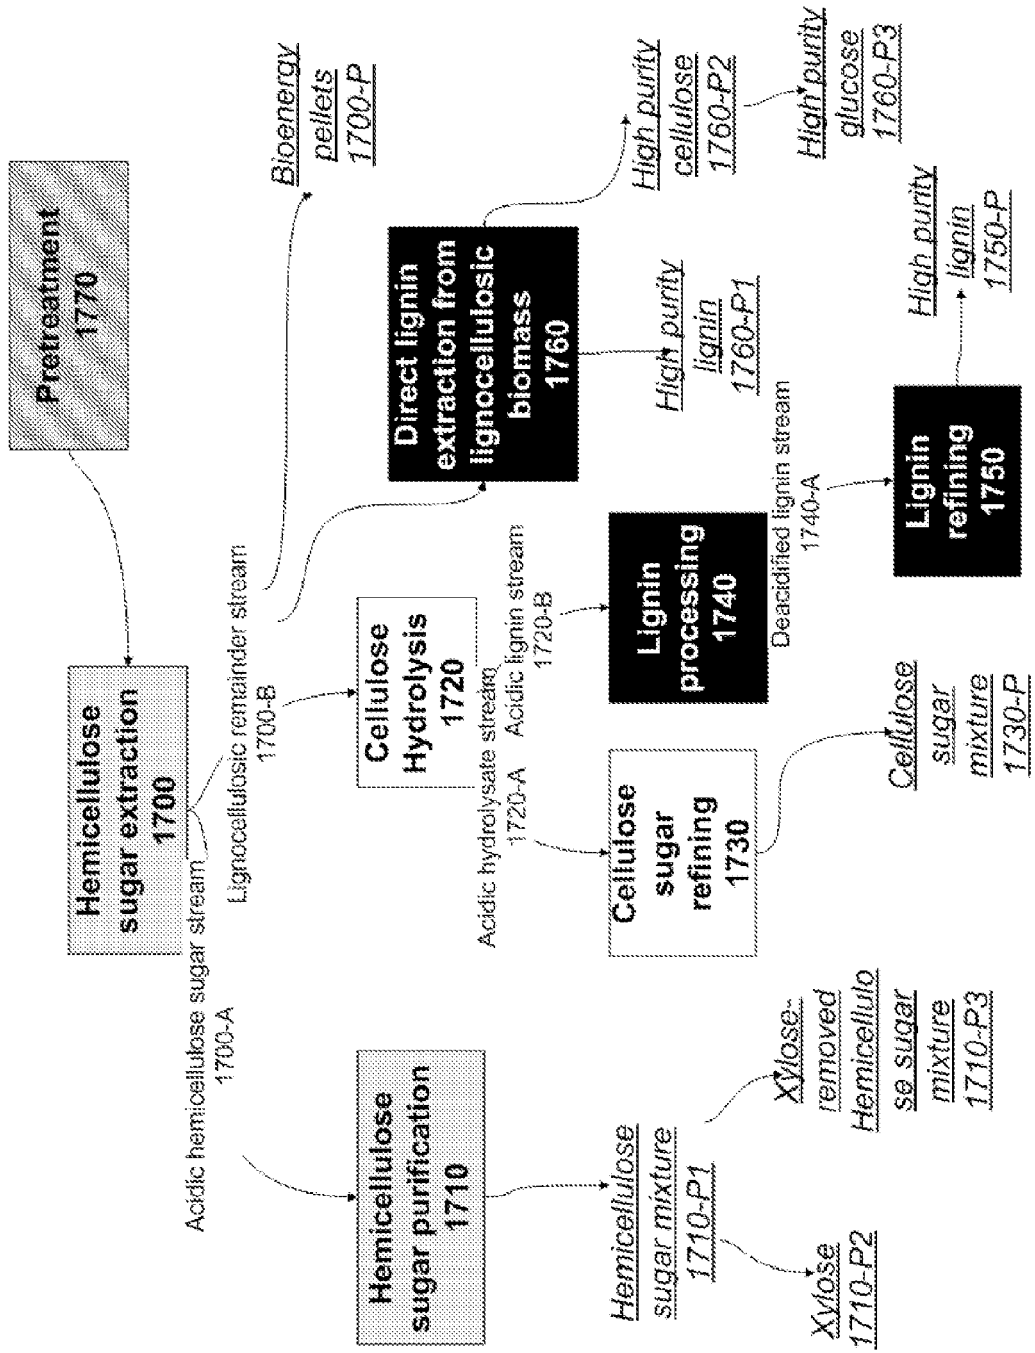 Pretreatment
1770
Hemicellulose
sugar extraction
1700
Acidic hemicellulose sugar stream
1700-A
Lignocellulosic remainder stream
1700-B
Bioenergy
pellets
1700-P
Hemicellulose
sugar purification
1710
Cellulose
Hydrolysis
1720
Direct lignin
extraction from
lignocellulosic
biomass
1760
Acidic hydrolysate stream
1720-A
Acidic lignin stream
1720-B
Hemicellulose
sugar mixture
1710-P1
Cellulose
sugar
refining
1730
Lignin
processing
1740
High purity
lignin
1760-P1
High purity
cellulose
1760-P2
Deacidified lignin stream
1740-A
Xylose
1710-P2
Xylose-
removed
Hemicellulo
se sugar
mixture
1710-P3
Cellulose
sugar
mixture
1730-P
Lignin
refining
1750
High purity
lignin
1750-P
High purity
glucose
1760-P3